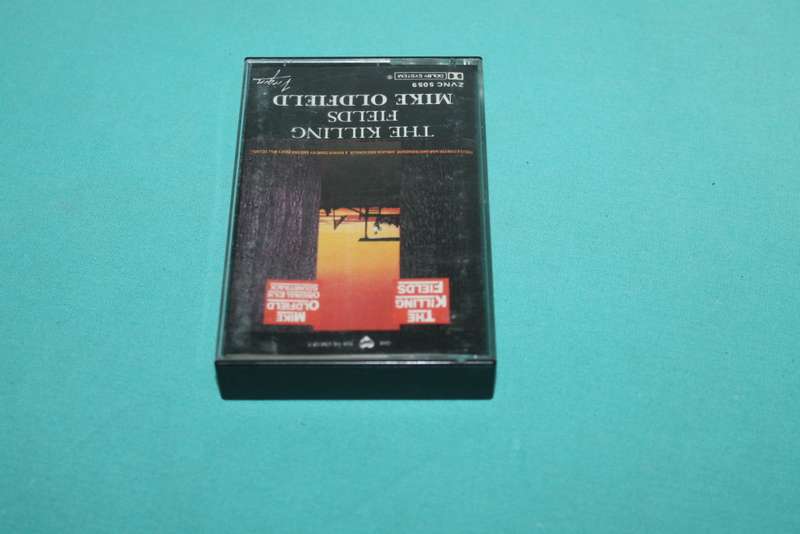 ZVNC 5059
DOLBY SYSTEM
Virgin
MIKE OLDFIELD
THE KILLING
FIELDS
THE
KILLING
FIELDS
MIKE
OLDFIELD
ORIGINAL FILM
SOUNDTRACK